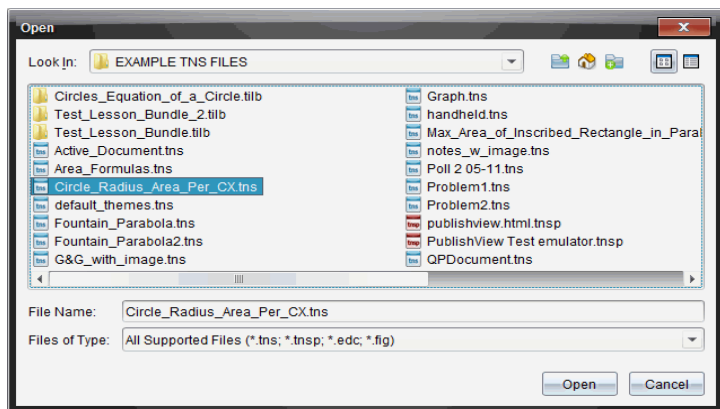 Open
Look In: EXAMPLE TNS FILES
Circles_Equation_of_a_Circle.tilb
Test_Lesson_Bundle_2.tilb
Test_Lesson_Bundle.tilb
Active_Document.tns
Area_Formulas.tns
Circle_Radius_Area_Per_CX.tns
default_themes.tns
Fountain_Parabola.tns
Fountain_Parabola2.tns
G&G_with_image.tns
Graph.tns
handheld.tns
Max_Area_of_Inscribed_Rectangle_in_Paral
notes_w_image.tns
Poll 2 05-11.tns
Problem1.tns
Problem2.tns
publishview.html.tnsp
PublishView Test emulator.tnsp
QPDocument.tns
File Name: Circle_Radius_Area_Per_CX.tns
Files of Type: All Supported Files (*.tns; *.tnsp; *.edc; *.fig)
Open Cancel